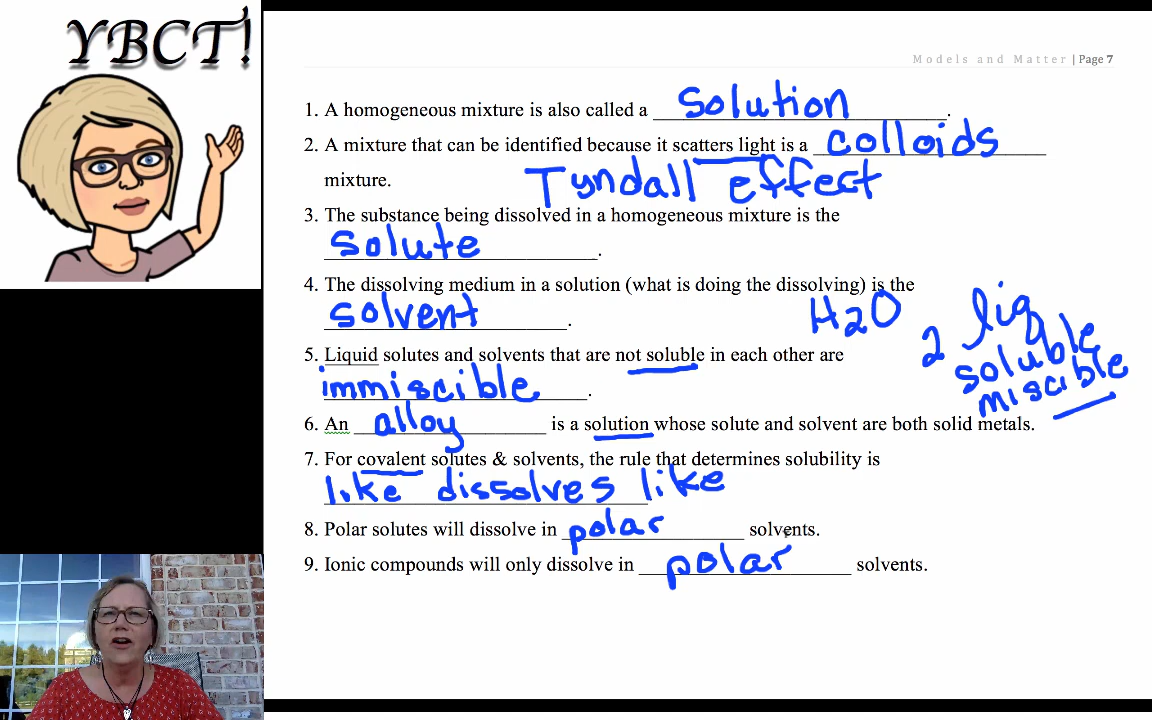 YBCT!
Models and Matter | Page 7
1. A homogeneous mixture is also called a solution.
2. A mixture that can be identified because it scatters light is a colloids
mixture. Tyndall effect
3. The substance being dissolved in a homogeneous mixture is the
solute.
4. The dissolving medium in a solution (what is doing the dissolving) is the
solvent.
H2O
2 liq
soluble
miscible
5. Liquid solutes and solvents that are not soluble in each other are
immiscible.
6. An alloy is a solution whose solute and solvent are both solid metals.
7. For covalent solutes & solvents, the rule that determines solubility is
like dissolves like
8. Polar solutes will dissolve in polar solvents.
9. Ionic compounds will only dissolve in polar solvents.